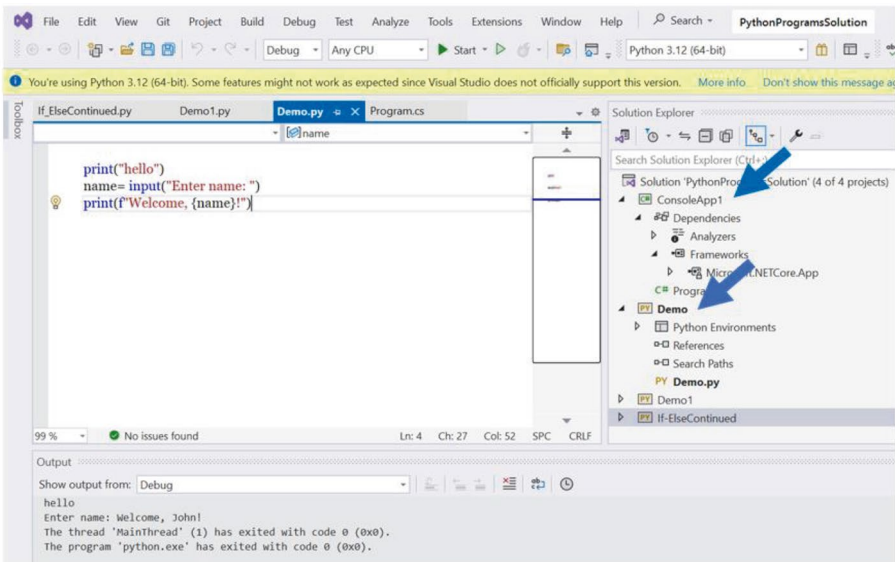 File Edit View Git Project Build Debug Test Analyze Tools Extensions Window Help Search PythonProgramsSolution
Debug Any CPU Start Python 3.12 (64-bit)
You're using Python 3.12 (64-bit). Some features might not work as expected since Visual Studio does not officially support this version. More info Don't show this message
Toolbox
If_ElseContinued.py Demo1.py Demo.py Program.cs
name
print("hello")
name= input("Enter name: ")
print(f"Welcome, {name}!")
99 % No issues found Ln: 4 Ch: 27 Col: 52 SPC CRLF
Solution Explorer
Search Solution Explorer
Solution 'PythonProgramsSolution' (4 of 4 projects)
C# ConsoleApp1
Dependencies
Analyzers
Frameworks
Microsoft.NETCore.App
C#
PY Demo
Python Environments
References
Search Paths
PY Demo.py
PY Demo1
PY If-ElseContinued
Output
Show output from: Debug
hello
Enter name: Welcome, John!
The thread 'MainThread' (1) has exited with code 0 (0x0).
The program 'python.exe' has exited with code 0 (0x0).